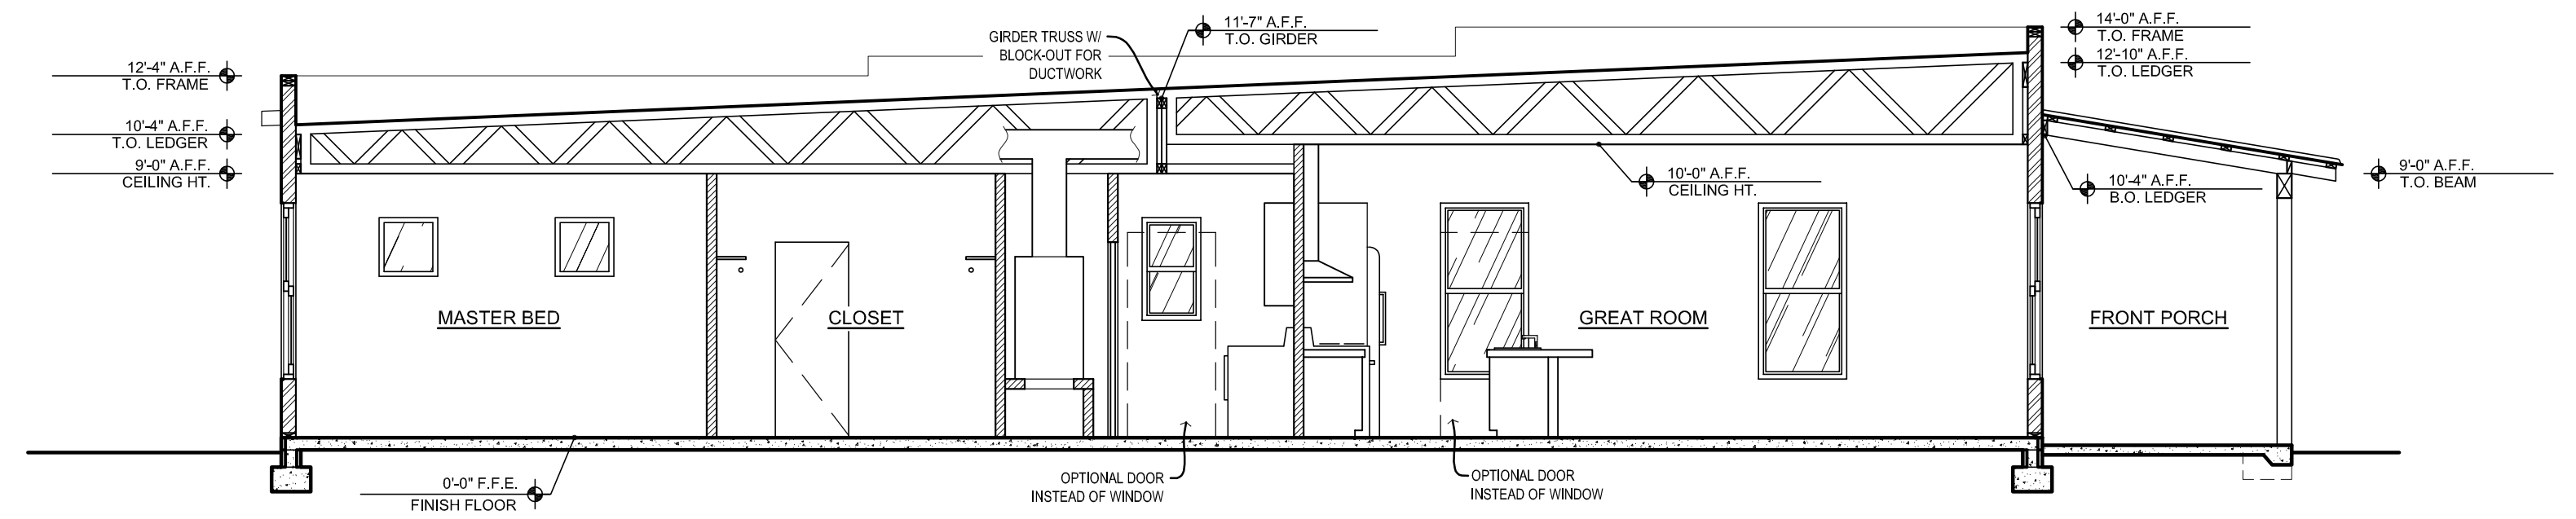 GIRDER TRUSS W/
BLOCK-OUT FOR
DUCTWORK
11'-7" A.F.F.
T.O. GIRDER
14'-0" A.F.F.
T.O. FRAME
12'-10" A.F.F.
T.O. LEDGER
12'-4" A.F.F.
T.O. FRAME
10'-4" A.F.F.
T.O. LEDGER
9'-0" A.F.F.
CEILING HT.
10'-0" A.F.F.
CEILING HT.
10'-4" A.F.F.
B.O. LEDGER
9'-0" A.F.F.
T.O. BEAM
MASTER BED
CLOSET
GREAT ROOM
FRONT PORCH
0'-0" F.F.E.
FINISH FLOOR
OPTIONAL DOOR
INSTEAD OF WINDOW
OPTIONAL DOOR
INSTEAD OF WINDOW